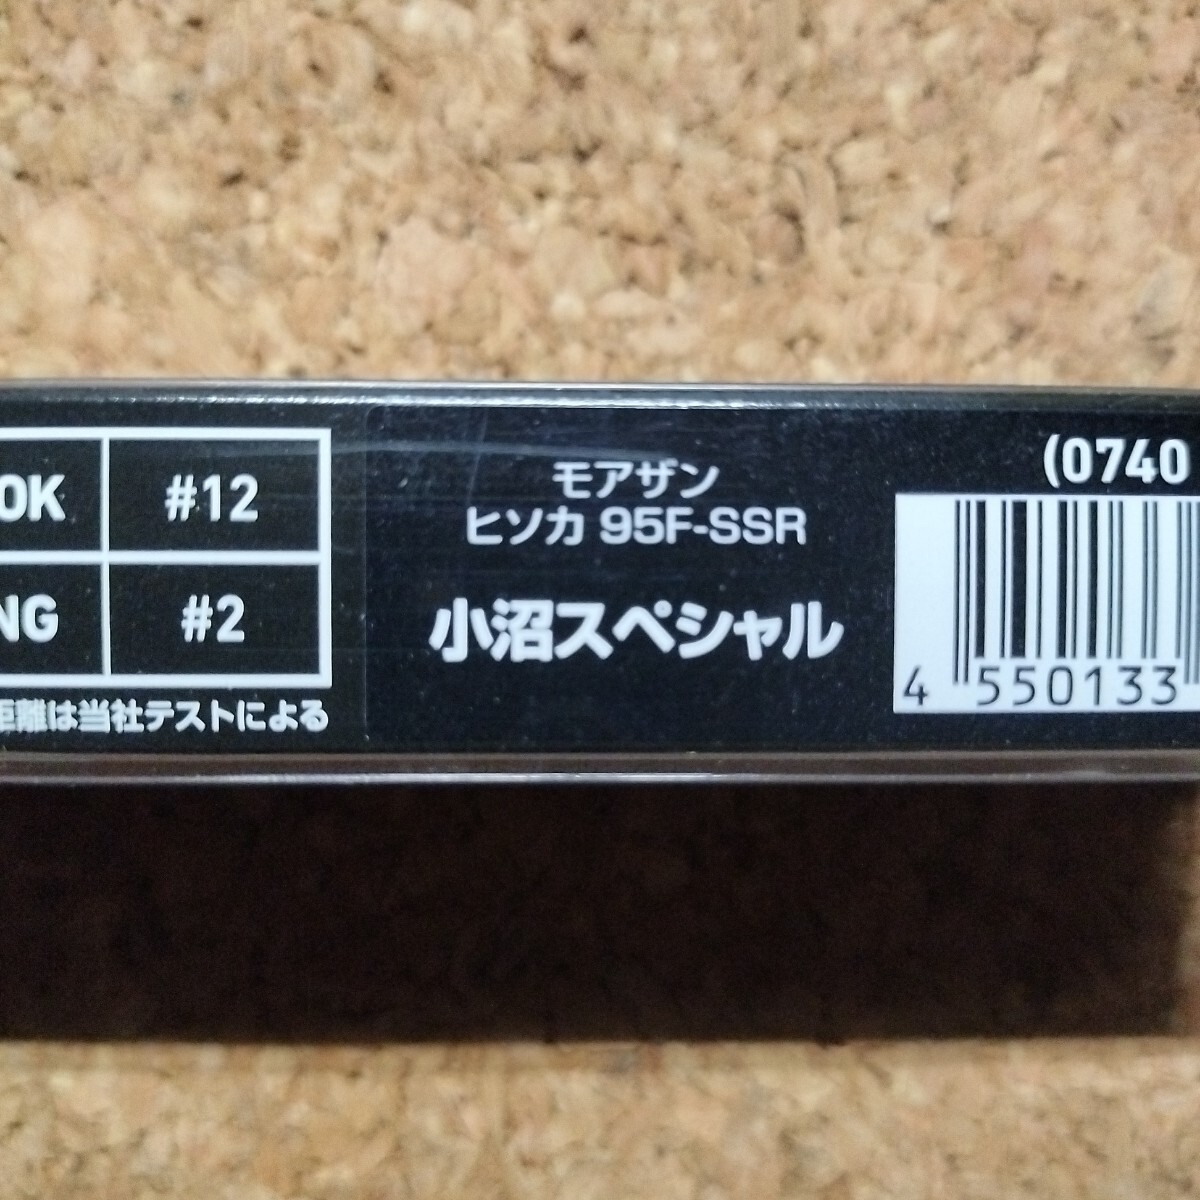 OK #12
NG #2
距離は当社テストによる
モアザン
ヒソカ 95F-SSR
小沼スペシャル
(0740
4 550133